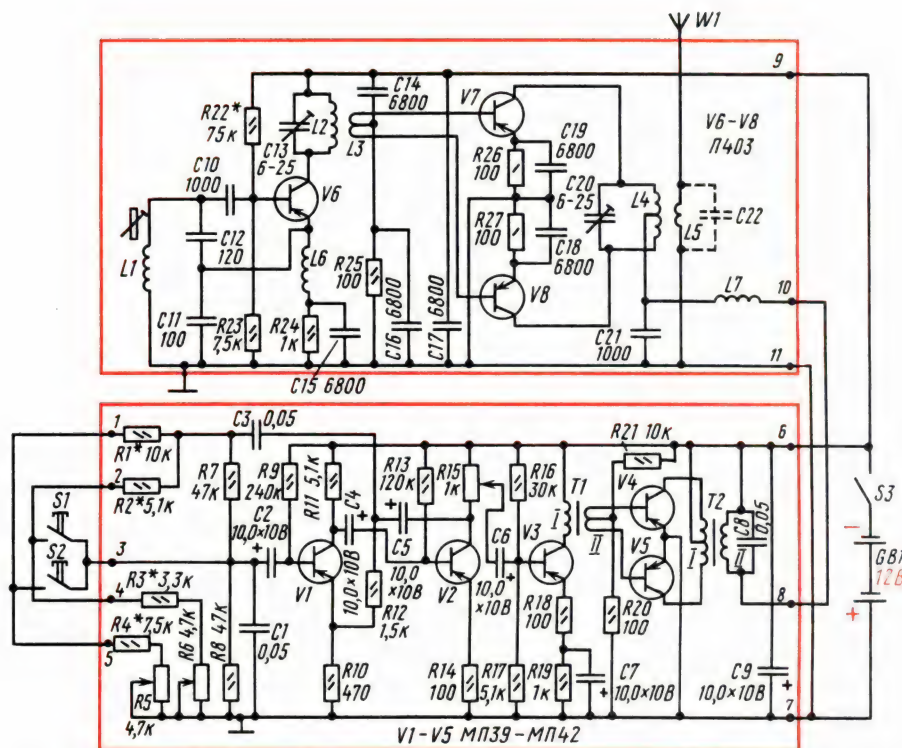 W1
9
C14
6800
V7
R22*
75к
C13
6-25
L2
L3
C19
6800
V6-V8
П403
R26
100
C10
1000
V6
C20
6-25
L4
L5
C22
C12
120
R27
100
C18
6800
L1
L6
R25
100
6800
6800
V8
L7
10
C11
100
R23
7,5к
R24
1к
C16
C17
C21
1000
C15 6800
11
1
C3
0,05
R1* 10к
R21 10к
6
2
R7
47к
R9
240к
R11 5,1к
C4
R13
120к
R15
1к
R16
30к
T1
V4
T2
R2*5,1к
S1
C2
10,0×10В
C5
C6
V3
I
II
I
II
C8
0,05
S3
3
S2
10,0×10В
10,0
×10В
10,0
×10В
V5
GB1
12В
4
R3*3,3к
V1
V2
R12
1,5к
R18
100
R20
100
8
R4*7,5к
R6 4,7к
R8 47к
C1
0,05
5
R5
4,7к
R10
470
R14
100
R17
5,1к
R19
1к
C7
10,0×10В
C9
10,0×10В
7
V1-V5 МП39-МП42